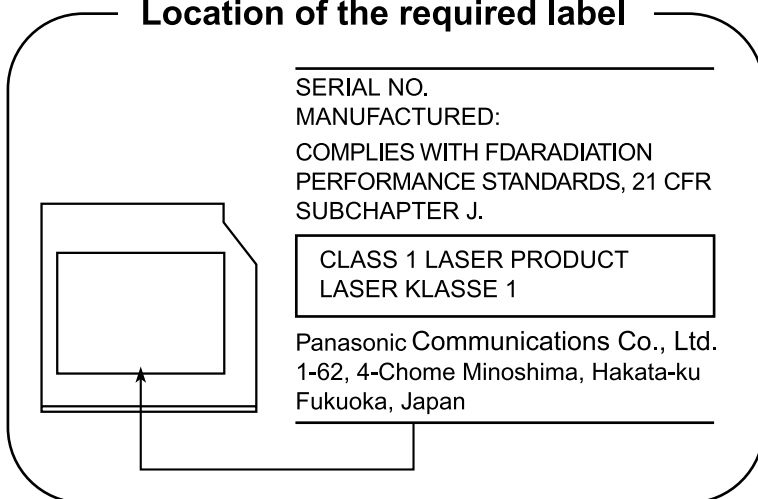 Location of the required label
SERIAL NO.
MANUFACTURED:
COMPLIES WITH FDARADIATION
PERFORMANCE STANDARDS, 21 CFR
SUBCHAPTER J.
CLASS 1 LASER PRODUCT
LASER KLASSE 1
Panasonic Communications Co., Ltd.
1-62, 4-Chome Minoshima, Hakata-ku
Fukuoka, Japan